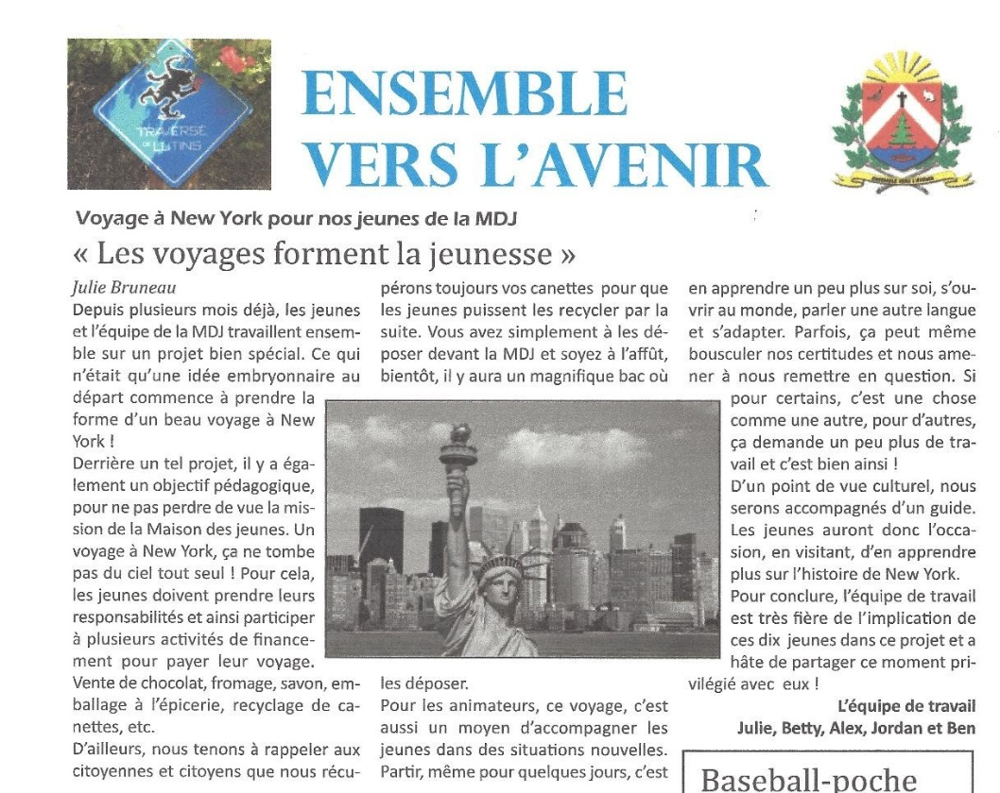 TRAVERSE
DE LUTINS
ENSEMBLE
VERS L'AVENIR
ENSEMBLE VERS L'AVENIR
Voyage à New York pour nos jeunes de la MDJ
« Les voyages forment la jeunesse »
Julie Bruneau
Depuis plusieurs mois déjà, les jeunes
et l'équipe de la MDJ travaillent ensem-
ble sur un projet bien spécial. Ce qui
n'était qu'une idée embryonnaire au
départ commence à prendre la
forme d'un beau voyage à New
York !
Derrière un tel projet, il y a éga-
lement un objectif pédagogique,
pour ne pas perdre de vue la mis-
sion de la Maison des jeunes. Un
voyage à New York, ça ne tombe
pas du ciel tout seul ! Pour cela,
les jeunes doivent prendre leurs
responsabilités et ainsi participer
à plusieurs activités de finance-
ment pour payer leur voyage.
Vente de chocolat, fromage, savon, em-
ballage à l'épicerie, recyclage de ca-
nettes, etc.
D'ailleurs, nous tenons à rappeler aux
citoyennes et citoyens que nous récu-
pérons toujours vos canettes pour que
les jeunes puissent les recycler par la
suite. Vous avez simplement à les dé-
poser devant la MDJ et soyez à l'affût,
bientôt, il y aura un magnifique bac où
les déposer.
Pour les animateurs, ce voyage, c'est
aussi un moyen d'accompagner les
jeunes dans des situations nouvelles.
Partir, même pour quelques jours, c'est
en apprendre un peu plus sur soi, s'ou-
vrir au monde, parler une autre langue
et s'adapter. Parfois, ça peut même
bousculer nos certitudes et nous ame-
ner à nous remettre en question. Si
pour certains, c'est une chose
comme une autre, pour d'autres,
ça demande un peu plus de tra-
vail et c'est bien ainsi !
D'un point de vue culturel, nous
serons accompagnés d'un guide.
Les jeunes auront donc l'occa-
sion, en visitant, d'en apprendre
plus sur l'histoire de New York.
Pour conclure, l'équipe de travail
est très fière de l'implication de
ces dix jeunes dans ce projet et a
hâte de partager ce moment pri-
vilégié avec eux !
L'équipe de travail
Julie, Betty, Alex, Jordan et Ben
Baseball-poche